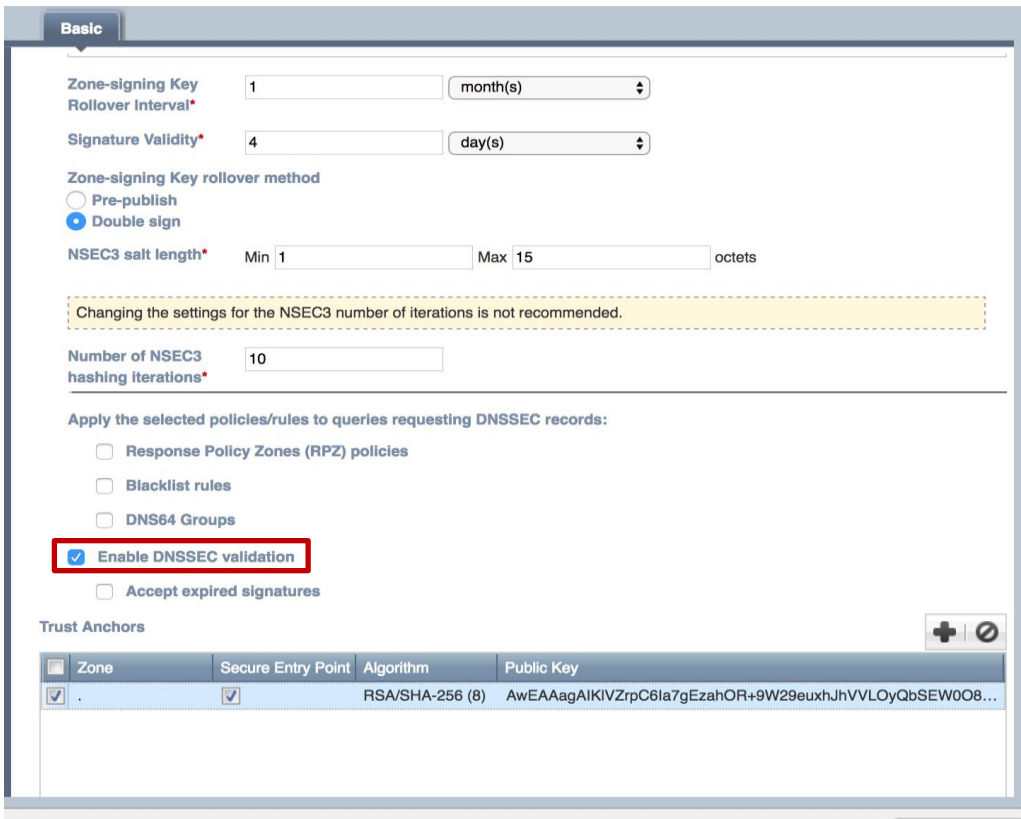 Basic
Zone-signing Key
Rollover Interval*
1
month(s)
Signature Validity*
4
day(s)
Zone-signing Key rollover method
Pre-publish
Double sign
NSEC3 salt length*
Min 1
Max 15
octets
Changing the settings for the NSEC3 number of iterations is not recommended.
Number of NSEC3
hashing iterations*
10
Apply the selected policies/rules to queries requesting DNSSEC records:
Response Policy Zones (RPZ) policies
Blacklist rules
DNS64 Groups
Enable DNSSEC validation
Accept expired signatures
Trust Anchors
Zone Secure Entry Point Algorithm Public Key
. RSA/SHA-256 (8) AwEAAagAIKlVZrpC6Ia7gEzahOR+9W29euxhJhVVLOyQbSEW0O8...